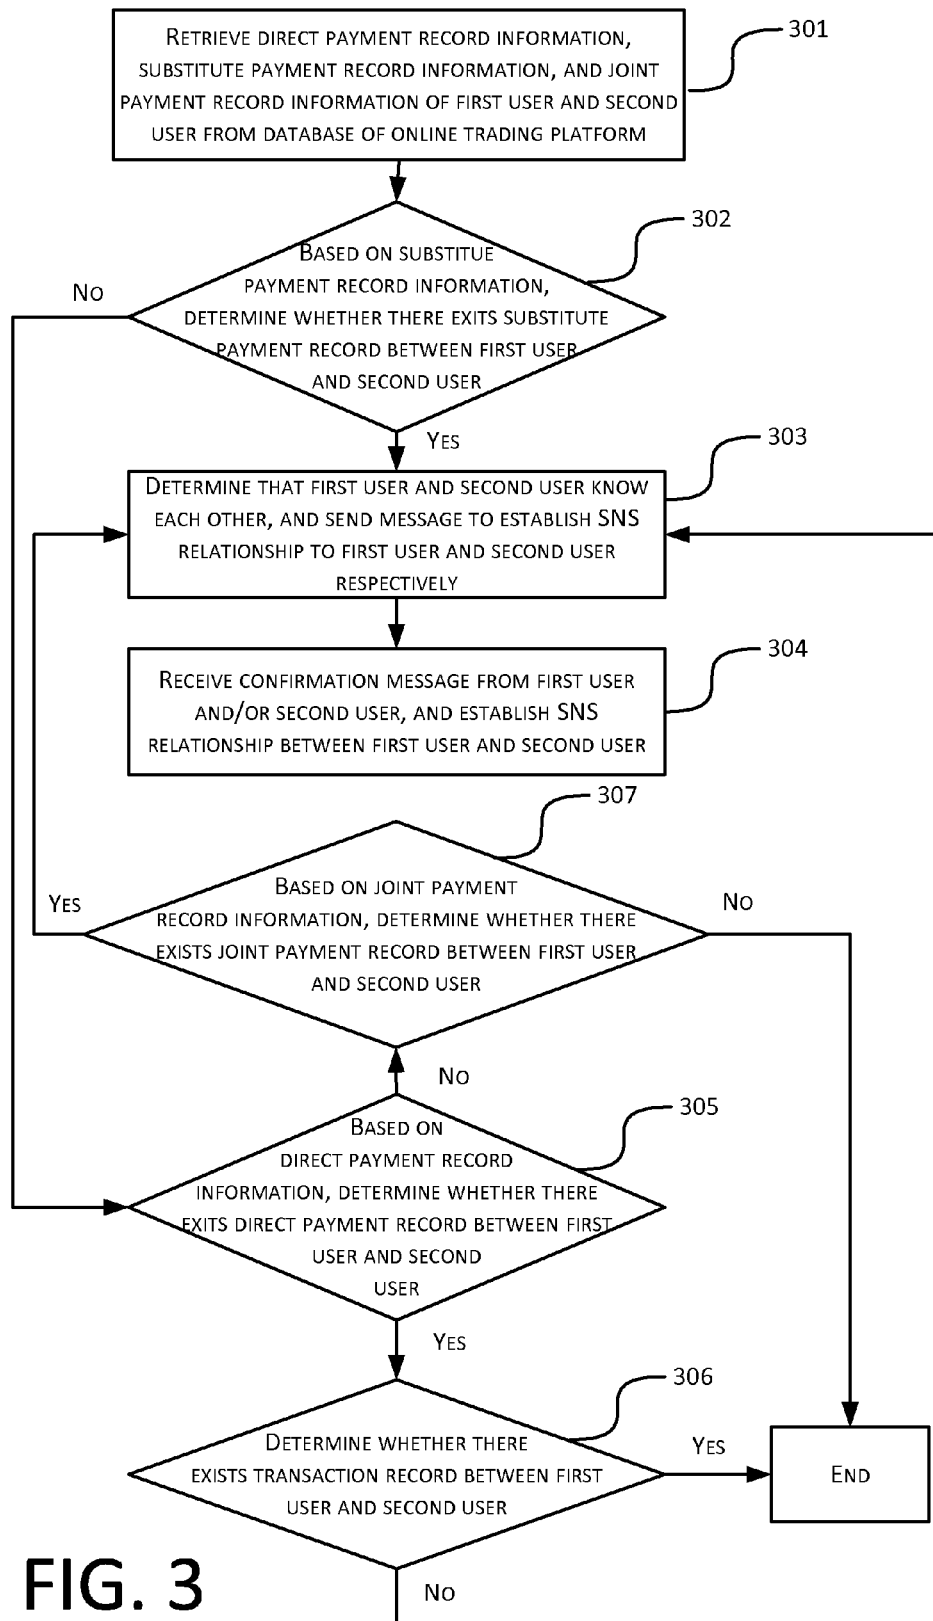 RETRIEVE DIRECT PAYMENT RECORD INFORMATION,
SUBSTITUTE PAYMENT RECORD INFORMATION, AND JOINT
PAYMENT RECORD INFORMATION OF FIRST USER AND SECOND
USER FROM DATABASE OF ONLINE TRADING PLATFORM
301
302
BASED ON SUBSTITUE
PAYMENT RECORD INFORMATION,
DETERMINE WHETHER THERE EXITS SUBSTITUTE
PAYMENT RECORD BETWEEN FIRST USER
AND SECOND USER
NO
YES
303
DETERMINE THAT FIRST USER AND SECOND USER KNOW
EACH OTHER, AND SEND MESSAGE TO ESTABLISH SNS
RELATIONSHIP TO FIRST USER AND SECOND USER
RESPECTIVELY
304
RECEIVE CONFIRMATION MESSAGE FROM FIRST USER
AND/OR SECOND USER, AND ESTABLISH SNS
RELATIONSHIP BETWEEN FIRST USER AND SECOND USER
307
BASED ON JOINT PAYMENT
RECORD INFORMATION, DETERMINE WHETHER THERE
EXISTS JOINT PAYMENT RECORD BETWEEN FIRST USER
AND SECOND USER
YES
NO
NO
305
BASED ON
DIRECT PAYMENT RECORD
INFORMATION, DETERMINE WHETHER THERE
EXITS DIRECT PAYMENT RECORD BETWEEN FIRST
USER AND SECOND
USER
YES
306
DETERMINE WHETHER THERE
EXISTS TRANSACTION RECORD BETWEEN FIRST
USER AND SECOND USER
YES
END
NO
FIG. 3